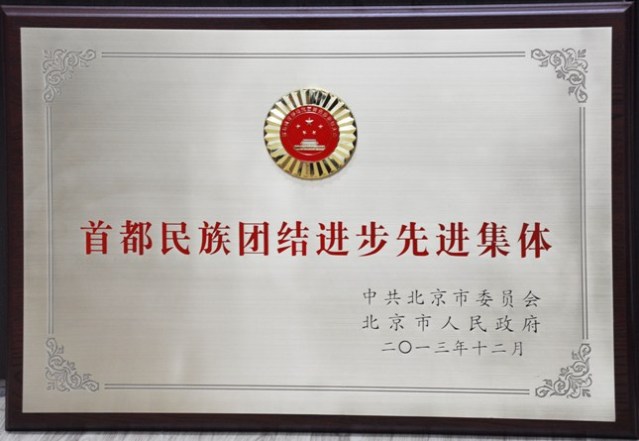 首都民族团结进步先进集体
中共北京市委员会
北京市人民政府
二〇一三年十二月